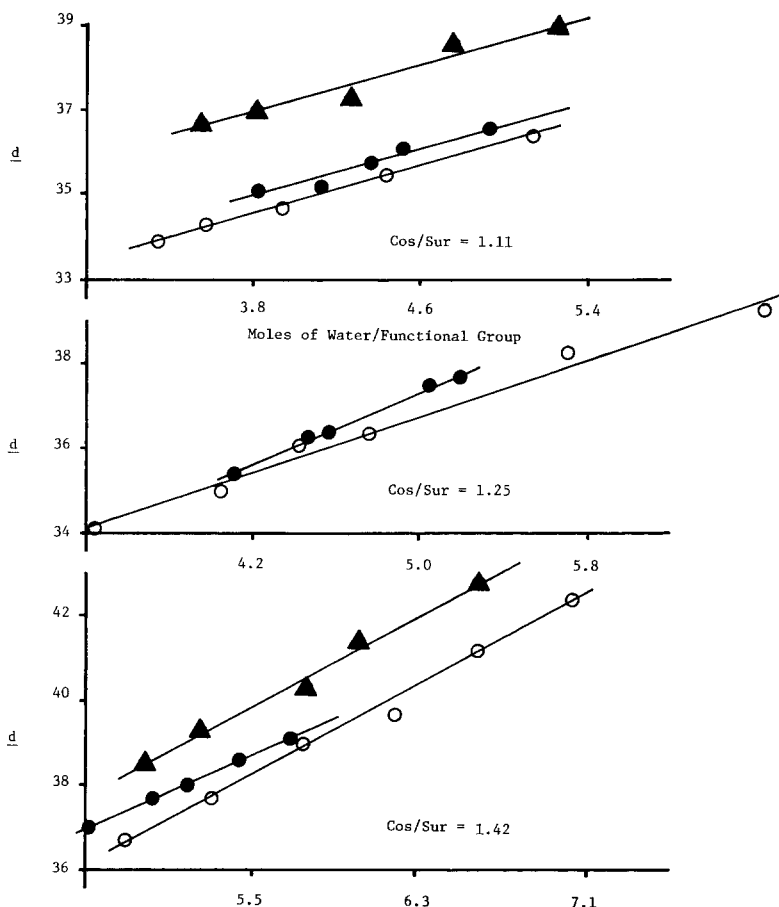 39
37
d
35
33
Cos/Sur = 1.11
3.8 4.6 5.4
Moles of Water/Functional Group
38
36
d
34
Cos/Sur = 1.25
4.2 5.0 5.8
42
40
d
38
36
Cos/Sur = 1.42
5.5 6.3 7.1